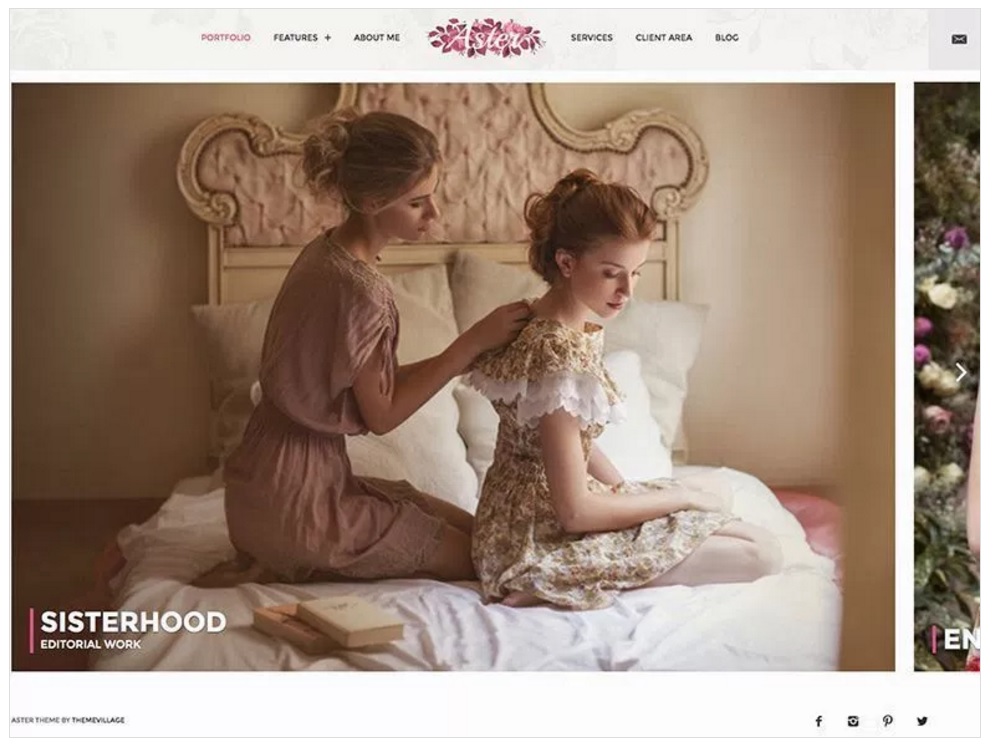 PORTFOLIO FEATURES + ABOUT ME Aster SERVICES CLIENT AREA BLOG
SISTERHOOD
EDITORIAL WORK
EN
ASTER THEME BY THEMEVILLAGE